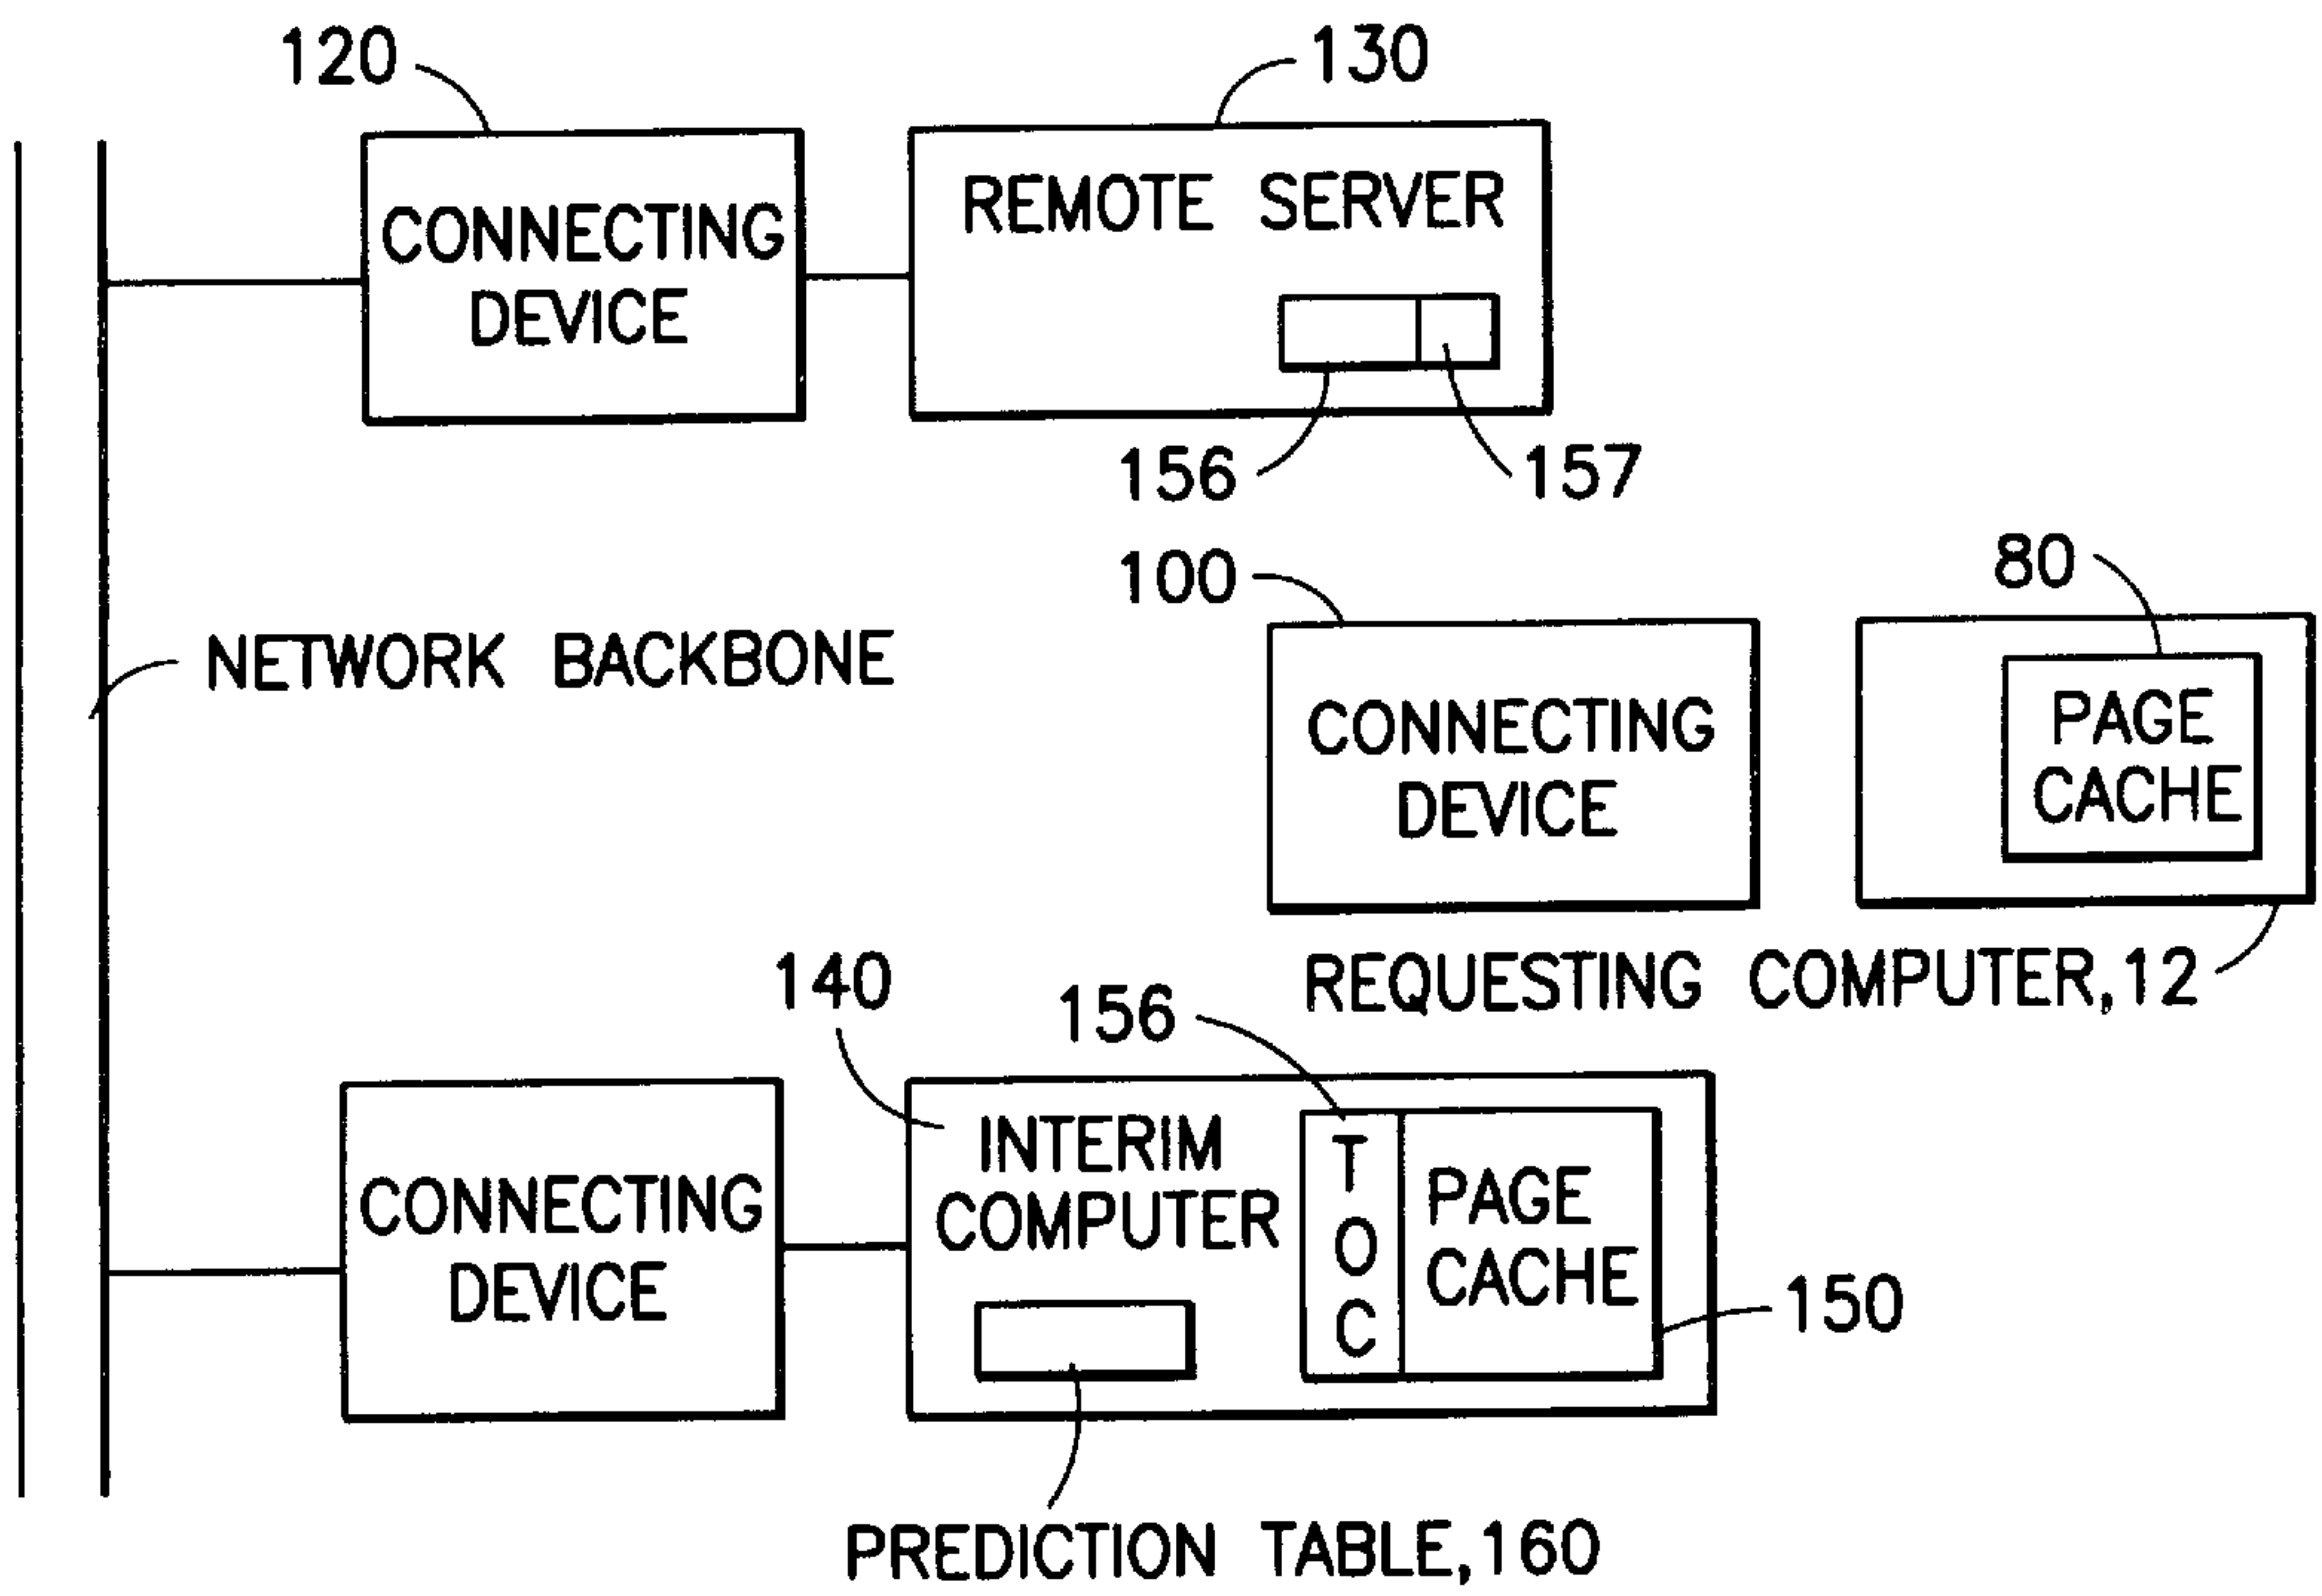 120
130
CONNECTING
DEVICE
REMOTE SERVER
156
157
100
80
NETWORK BACKBONE
CONNECTING
DEVICE
PAGE
CACHE
REQUESTING COMPUTER,12
140
156
CONNECTING
DEVICE
INTERIM
COMPUTER
T
O
C
PAGE
CACHE
150
PREDICTION TABLE,160